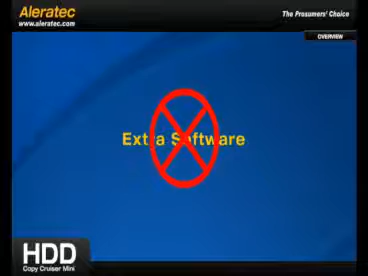 Aleratec
www.aleratec.com
The Prosumers' Choice
OVERVIEW
Extra Software
HDD
Copy Cruiser Mini